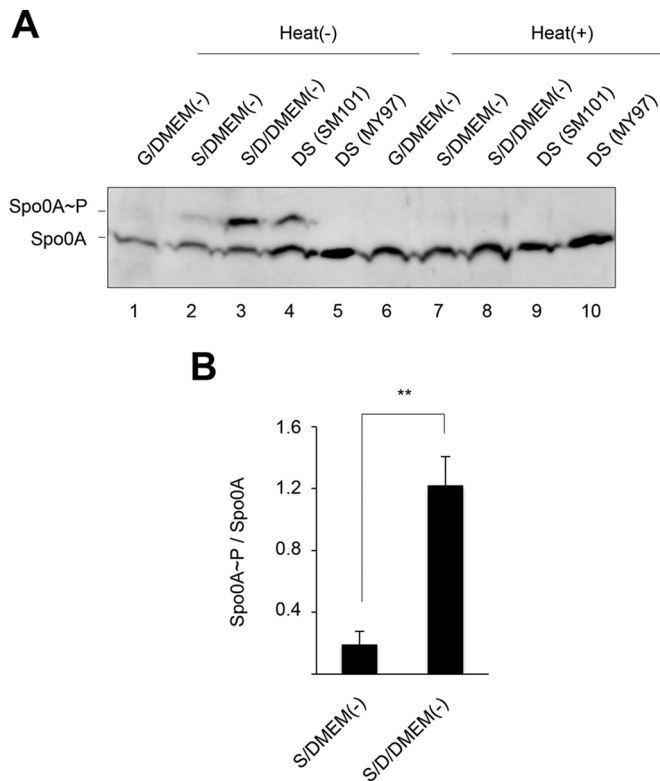 A
Heat(-) Heat(+)
G/DMEM(-) S/DMEM(-) S/D/DMEM(-) DS (SM101) DS (MY97) G/DMEM(-) S/DMEM(-) S/D/DMEM(-) DS (SM101) DS (MY97)
Spo0A~P
Spo0A
1 2 3 4 5 6 7 8 9 10
B
**
1.6
1.2
0.8
0.4
Spo0A~P / Spo0A
S/DMEM(-) S/D/DMEM(-)